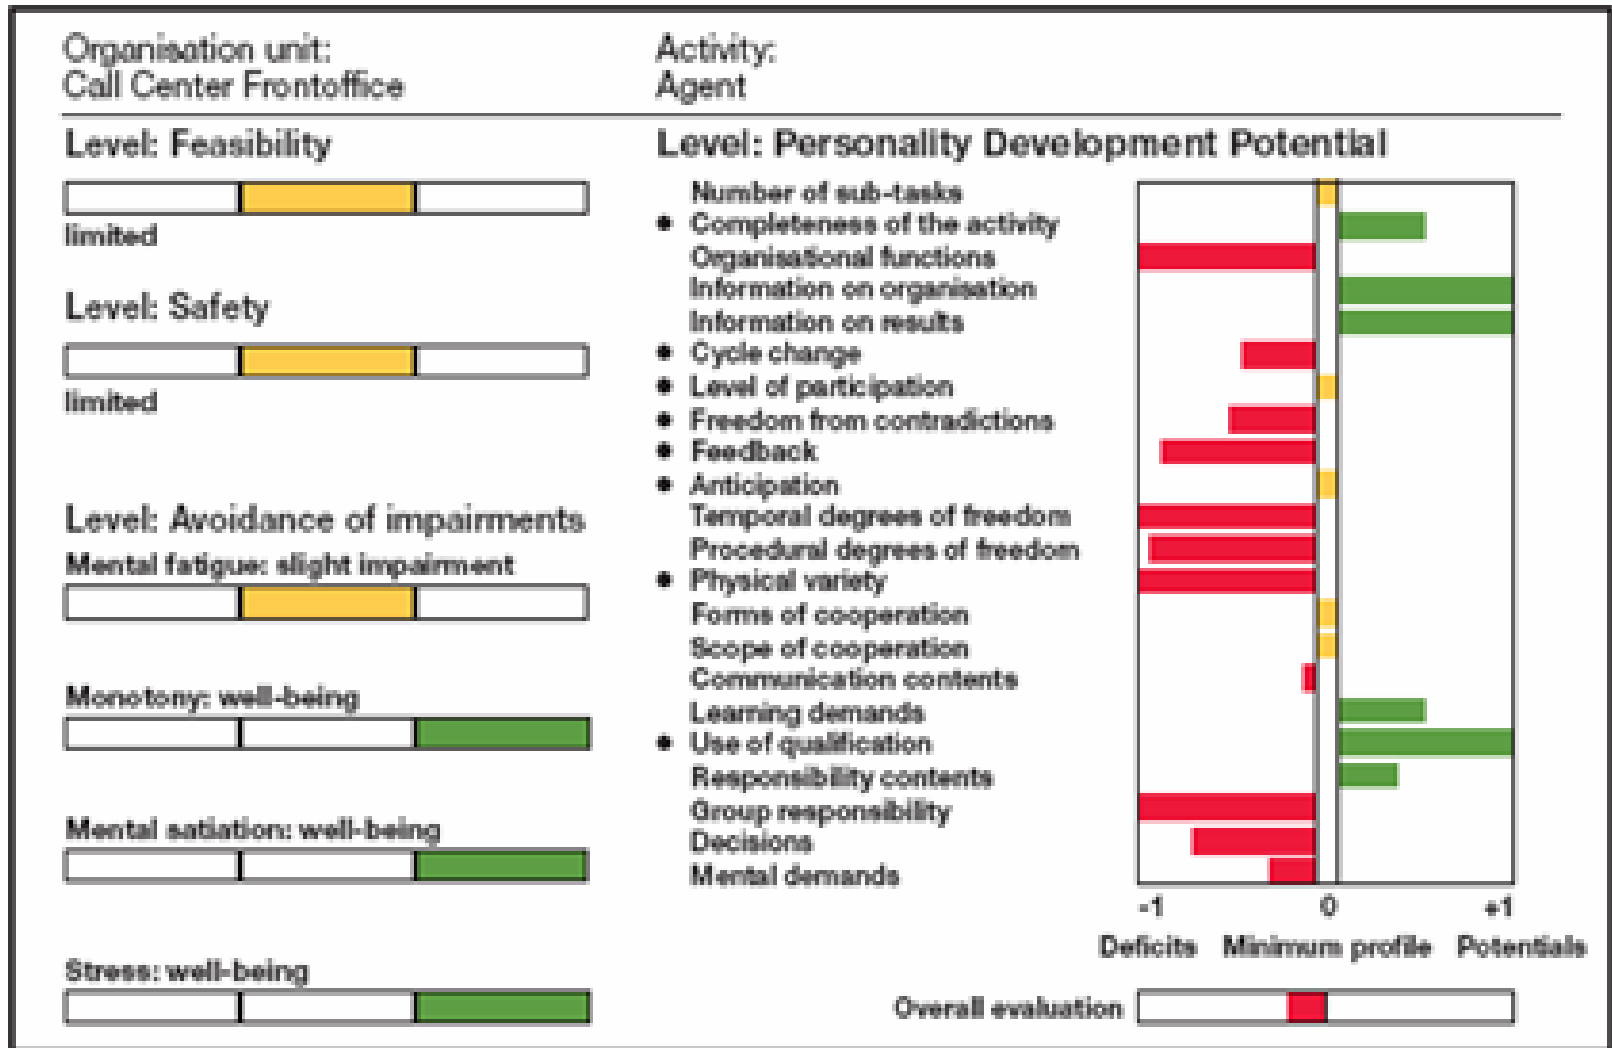 Organisation unit:
Call Center Frontoffice
Activity:
Agent
Level: Feasibility
limited
Level: Safety
limited
Level: Avoidance of impairments
Mental fatigue: slight impairment
Monotony: well-being
Mental satiation: well-being
Stress: well-being
Level: Personality Development Potential
Number of sub-tasks
• Completeness of the activity
Organisational functions
Information on organisation
Information on results
• Cycle change
• Level of participation
• Freedom from contradictions
• Feedback
• Anticipation
Temporal degrees of freedom
Procedural degrees of freedom
• Physical variety
Forms of cooperation
Scope of cooperation
Communication contents
Learning demands
• Use of qualification
Responsibility contents
Group responsibility
Decisions
Mental demands
-1 0 +1
Deficits Minimum profile Potentials
Overall evaluation